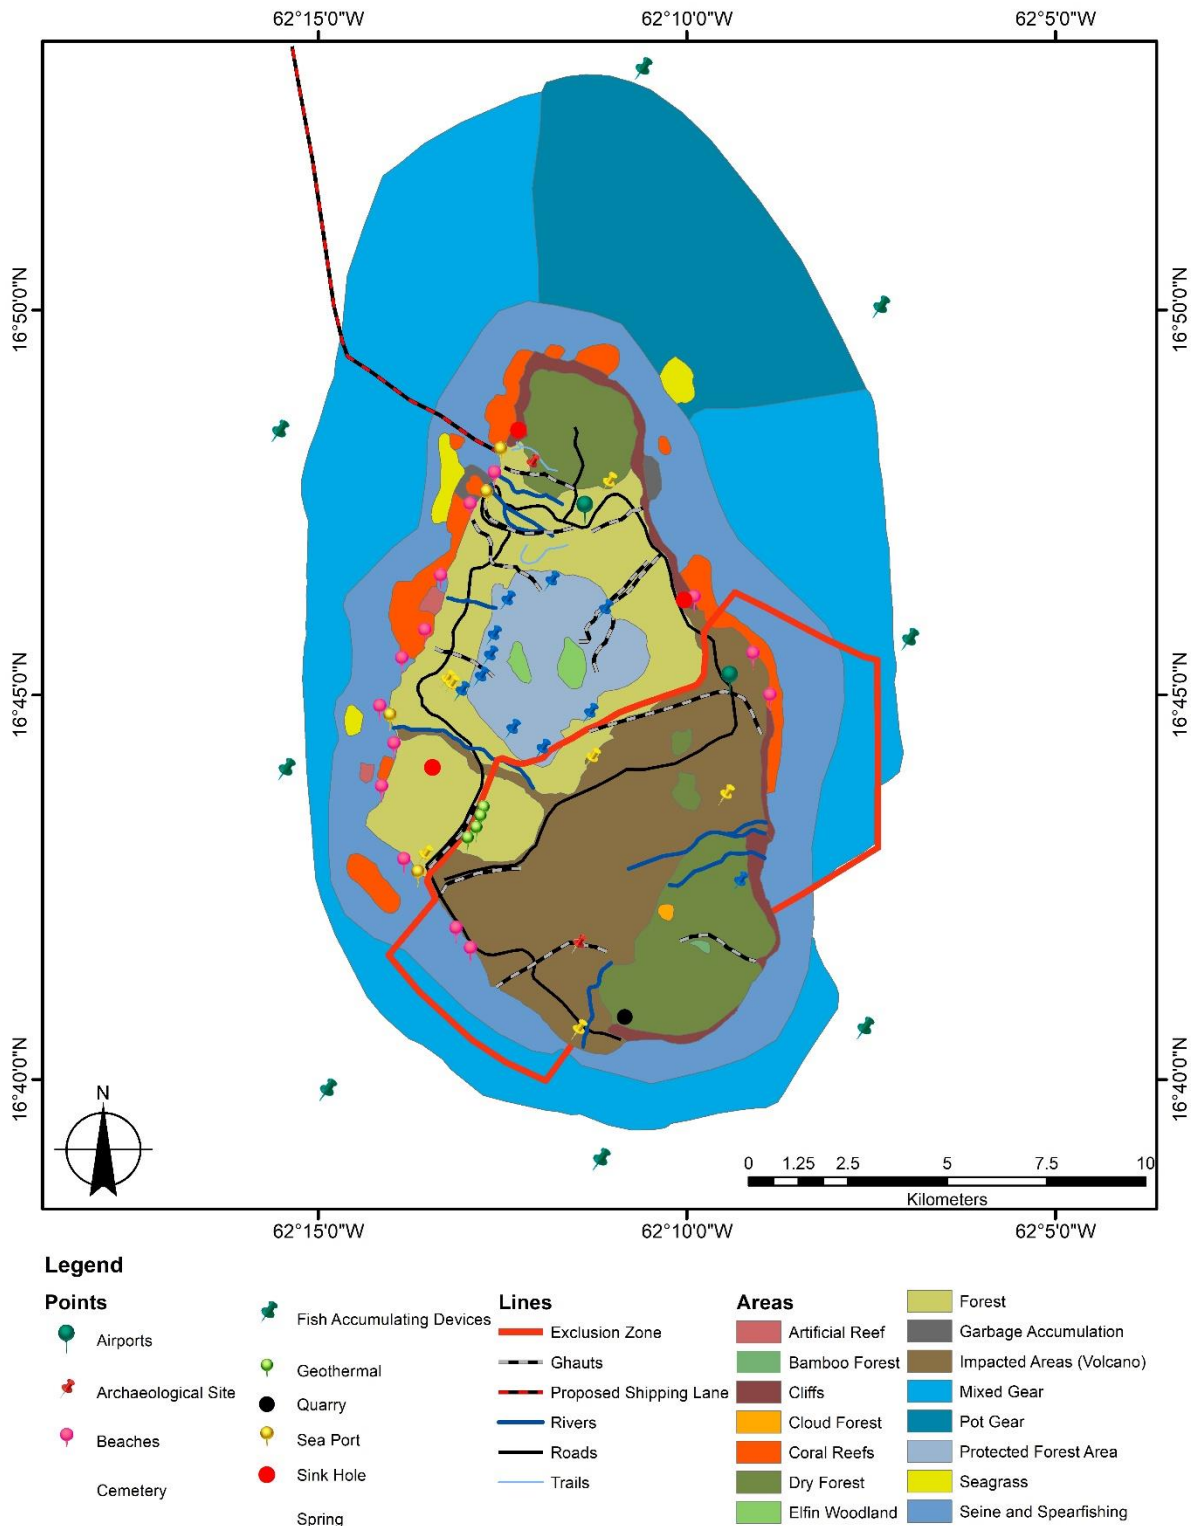 62°15'0"W 62°10'0"W 62°5'0"W
16°50'0"N 16°50'0"N
16°45'0"N 16°45'0"N
16°40'0"N 16°40'0"N
N
0 1.25 2.5 5 7.5 10
Kilometers
62°15'0"W 62°10'0"W 62°5'0"W
Legend
Points
Airports
Archaeological Site
Beaches
Cemetery
Fish Accumulating Devices
Geothermal
Quarry
Sea Port
Sink Hole
Spring
Lines
Exclusion Zone
Ghauts
Proposed Shipping Lane
Rivers
Roads
Trails
Areas
Artificial Reef
Bamboo Forest
Cliffs
Cloud Forest
Coral Reefs
Dry Forest
Elfin Woodland
Forest
Garbage Accumulation
Impacted Areas (Volcano)
Mixed Gear
Pot Gear
Protected Forest Area
Seagrass
Seine and Spearfishing